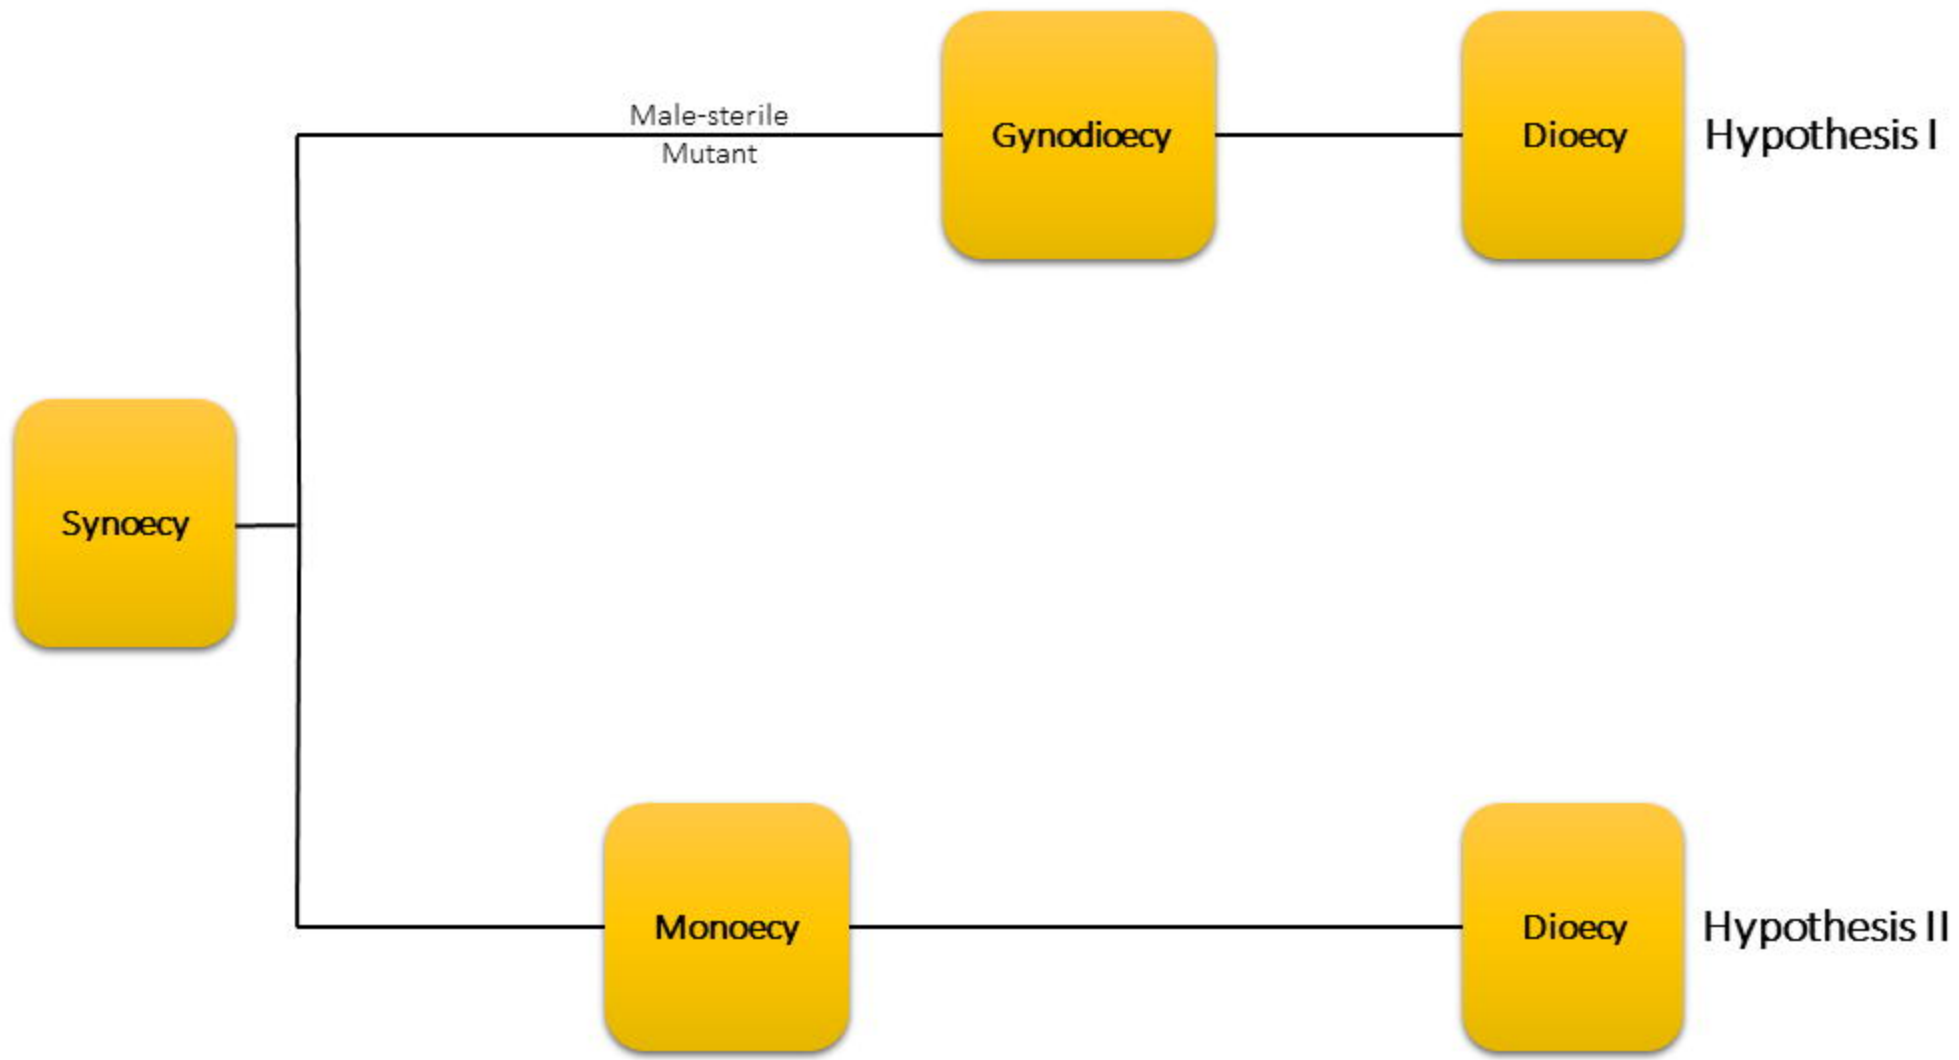 Male-sterile
Mutant
Gynodioecy
Dioecy
Hypothesis I
Synoecy
Monoecy
Dioecy
Hypothesis II